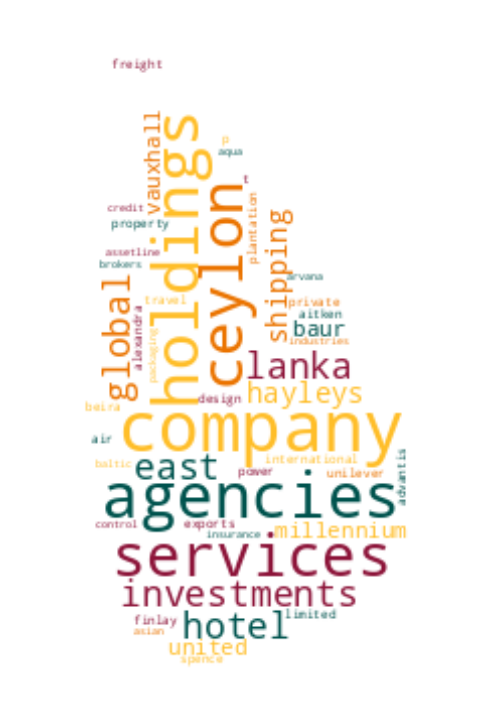 freight
vauxhall
holdings
p
aqua
t
ceylon
plantation
credit
property
shipping
assetline
brokers
arvana
global
travel
private
alexandra
aitken
baur
packaging
industries
lanka
hayleys
design
beira
company
air
east
international
baltic
power
unilever
advantis
agencies
control
exports
insurance
millennium
services
investments
limited
finlay
hotel
asian
united
spence